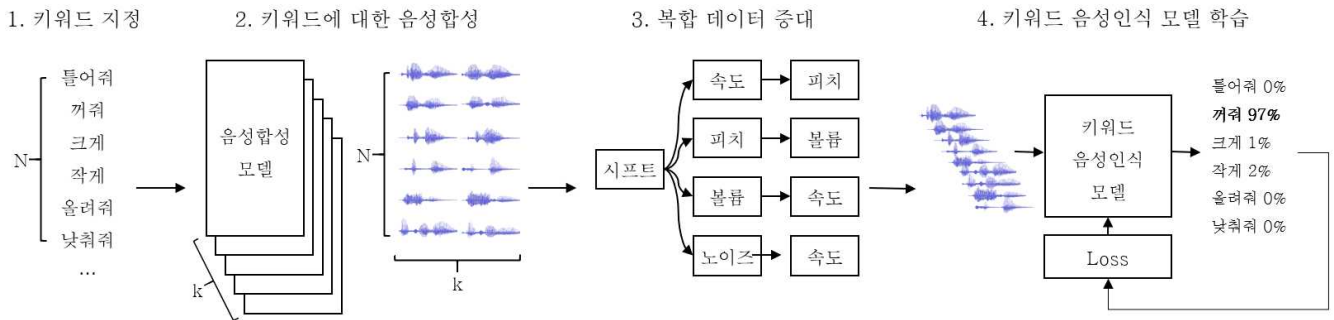 1. 키워드 지정
N
틀어줘
꺼줘
크게
작게
올려줘
낮춰줘
...
2. 키워드에 대한 음성합성
음성합성
모델
k
N
k
3. 복합 데이터 증대
시프트
속도
피치
피치
볼륨
볼륨
속도
노이즈
속도
4. 키워드 음성인식 모델 학습
키워드
음성인식
모델
Loss
틀어줘 0%
꺼줘 97%
크게 1%
작게 2%
올려줘 0%
낮춰줘 0%